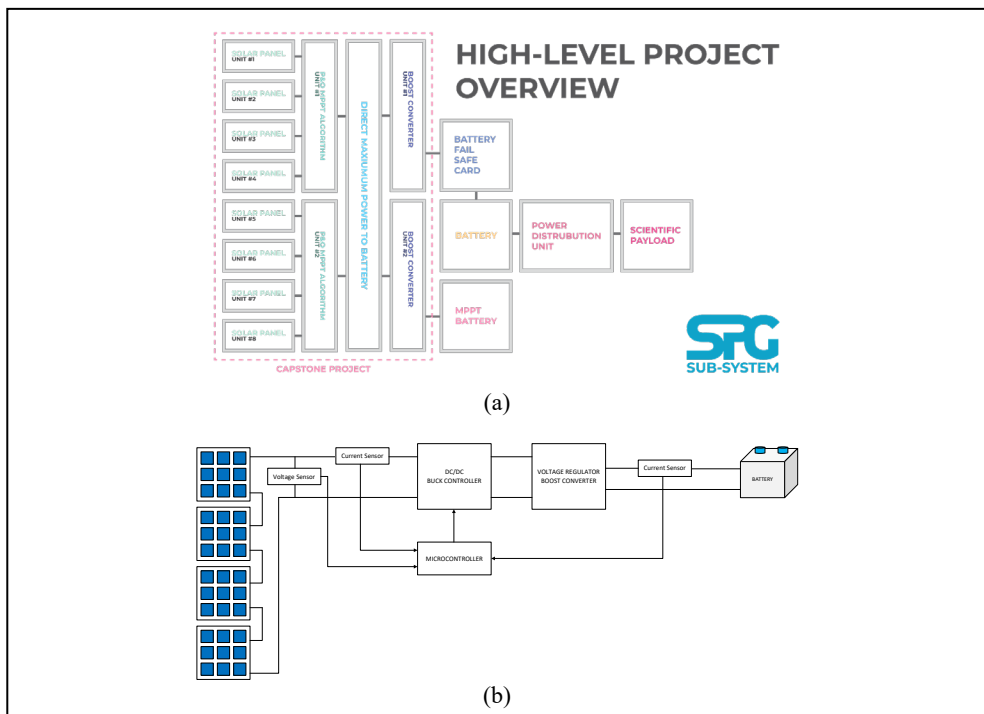 HIGH-LEVEL PROJECT
OVERVIEW
SOLAR PANEL
UNIT #1
SOLAR PANEL
UNIT #2
SOLAR PANEL
UNIT #3
SOLAR PANEL
UNIT #4
SOLAR PANEL
UNIT #5
SOLAR PANEL
UNIT #6
SOLAR PANEL
UNIT #7
SOLAR PANEL
UNIT #8
P&O MPPT ALGORITHM
UNIT #1
P&O MPPT ALGORITHM
UNIT #2
DIRECT MAXIUMUM POWER TO BATTERY
BOOST CONVERTER
UNIT #1
BOOST CONVERTER
UNIT #2
BATTERY
FAIL
SAFE
CARD
BATTERY
POWER
DISTRUBUTION
UNIT
SCIENTIFIC
PAYLOAD
MPPT
BATTERY
CAPSTONE PROJECT
SPG
SUB-SYSTEM
(a)
Current Sensor
Voltage Sensor
DC/DC
BUCK CONTROLLER
VOLTAGE REGULATOR
BOOST CONVERTER
Current Sensor
BATTERY
MICROCONTROLLER
(b)